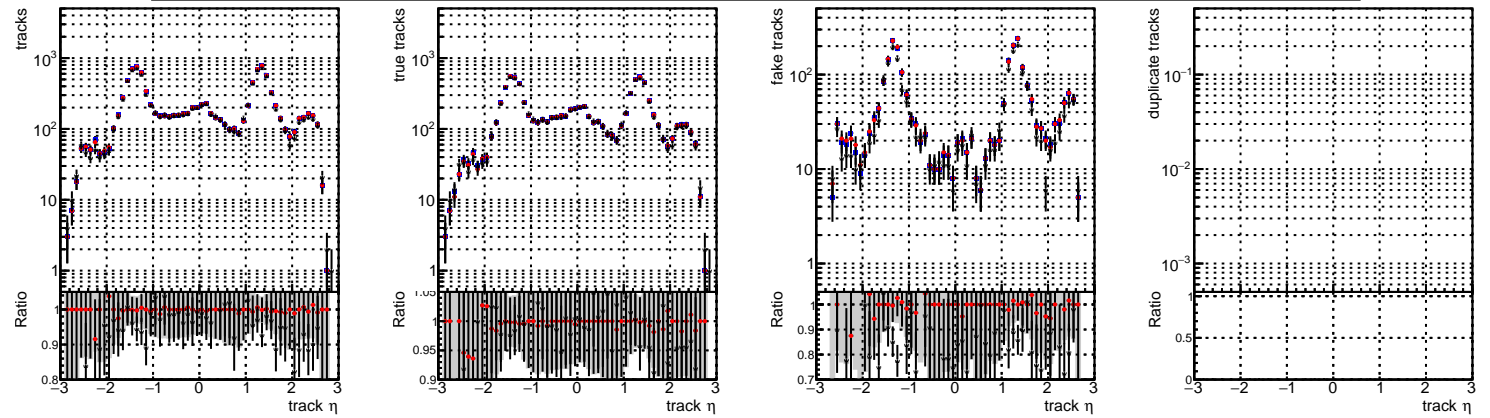 tracks
10³
10²
10
1
Ratio
1
0.9
0.8
−3 −2 −1 0 1 2 3
track η
true tracks
10³
10²
10
1
Ratio
1.05
1
0.95
0.9
−3 −2 −1 0 1 2 3
track η
fake tracks
10²
10
1
Ratio
1
0.9
0.8
0.7
−3 −2 −1 0 1 2 3
track η
duplicate tracks
10⁻¹
10⁻²
10⁻³
Ratio
1
0.5
0
−3 −2 −1 0 1 2 3
track η